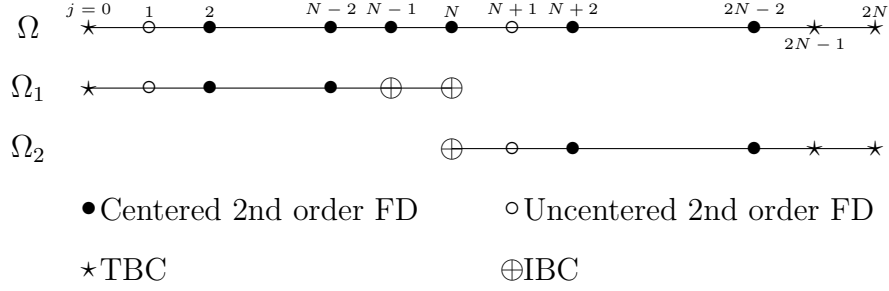 Ω j = 0 1 2 N − 2 N − 1 N N + 1 N + 2 2N − 2 2N − 1 2N
Ω₁
Ω₂
Centered 2nd order FD Uncentered 2nd order FD
TBC IBC